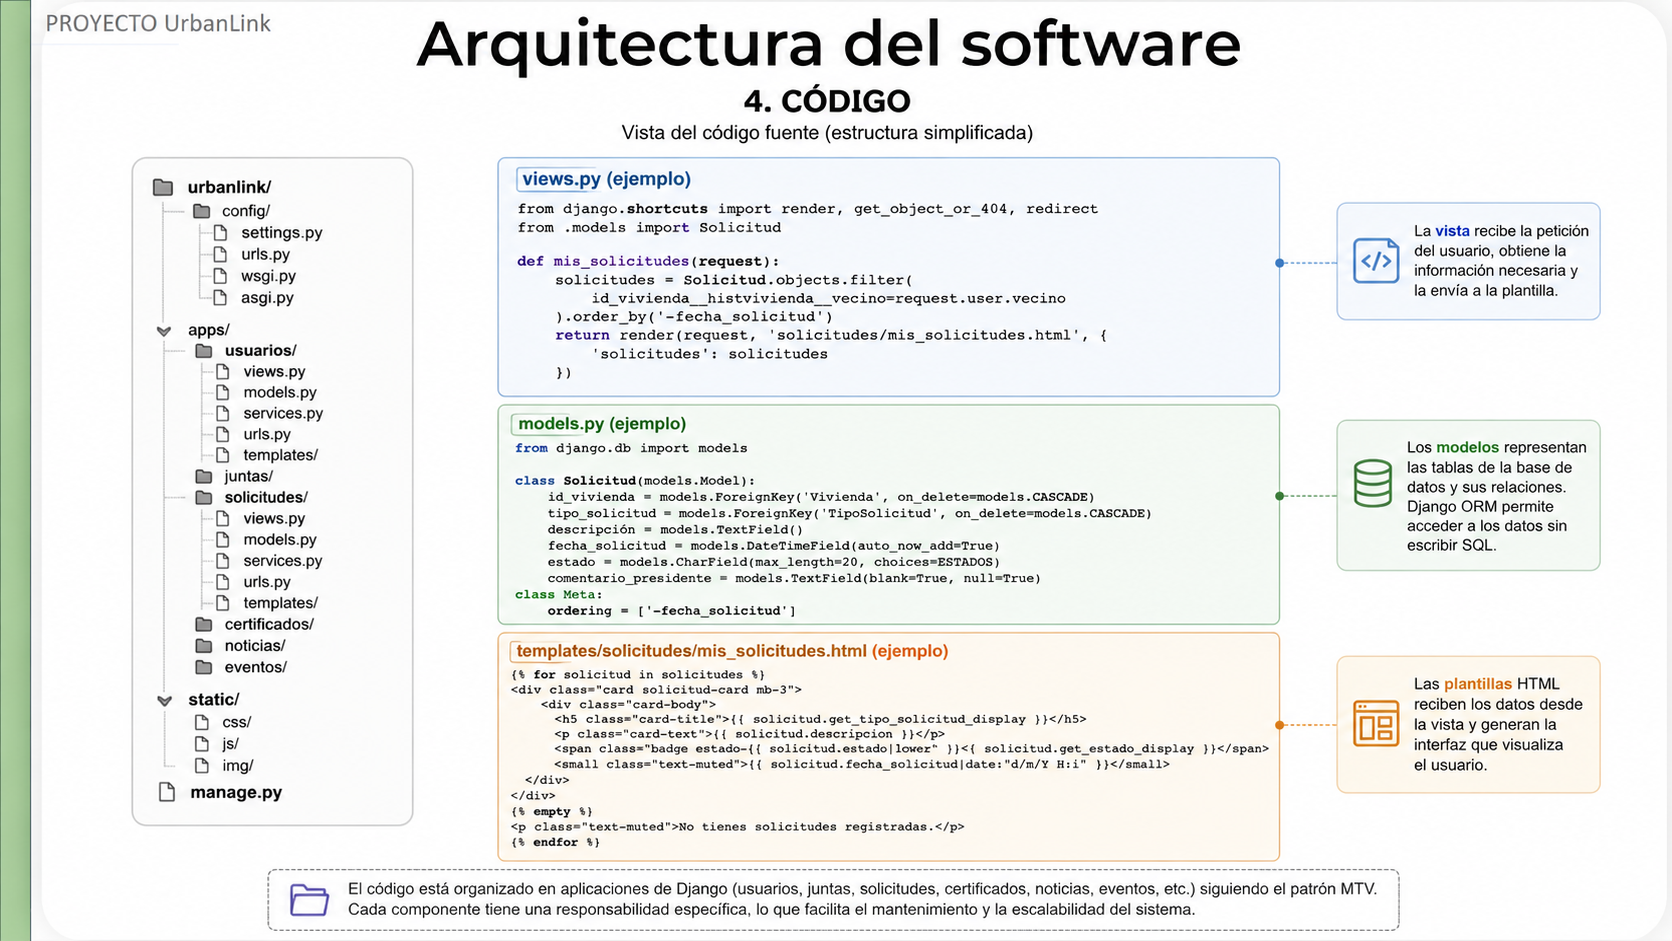 PROYECTO UrbanLink
Arquitectura del software
4. CÓDIGO
Vista del código fuente (estructura simplificada)
urbanlink/
config/
settings.py
urls.py
wsgi.py
asgi.py
apps/
usuarios/
views.py
models.py
services.py
urls.py
templates/
juntas/
solicitudes/
views.py
models.py
services.py
urls.py
templates/
certificados/
noticias/
eventos/
static/
css/
js/
img/
manage.py
views.py (ejemplo)
from django.shortcuts import render, get_object_or_404, redirect
from .models import Solicitud
def mis_solicitudes(request):
solicitudes = Solicitud.objects.filter(
id_vivienda__histvivienda__vecino=request.user.vecino
).order_by('-fecha_solicitud')
return render(request, 'solicitudes/mis_solicitudes.html', {
'solicitudes': solicitudes
})
La vista recibe la petición
del usuario, obtiene la
información necesaria y
la envía a la plantilla.
models.py (ejemplo)
from django.db import models
class Solicitud(models.Model):
id_vivienda = models.ForeignKey('Vivienda', on_delete=models.CASCADE)
tipo_solicitud = models.ForeignKey('TipoSolicitud', on_delete=models.CASCADE)
descripción = models.TextField()
fecha_solicitud = models.DateTimeField(auto_now_add=True)
estado = models.CharField(max_length=20, choices=ESTADOS)
comentario_presidente = models.TextField(blank=True, null=True)
class Meta:
ordering = ['-fecha_solicitud']
Los modelos representan
las tablas de la base de
datos y sus relaciones.
Django ORM permite
acceder a los datos sin
escribir SQL.
templates/solicitudes/mis_solicitudes.html (ejemplo)
{% for solicitud in solicitudes %}
<div class="card solicitud-card mb-3">
<div class="card-body">
<h5 class="card-title">{{ solicitud.get_tipo_solicitud_display }}</h5>
<p class="card-text">{{ solicitud.descripcion }}</p>
<span class="badge estado-{{ solicitud.estado|lower" }}<{ solicitud.get_estado_display }}</span>
<small class="text-muted">{{ solicitud.fecha_solicitud|date:"d/m/Y H:i" }}</small>
</div>
</div>
{% empty %}
<p class="text-muted">No tienes solicitudes registradas.</p>
{% endfor %}
Las plantillas HTML
reciben los datos desde
la vista y generan la
interfaz que visualiza
el usuario.
El código está organizado en aplicaciones de Django (usuarios, juntas, solicitudes, certificados, noticias, eventos, etc.) siguiendo el patrón MTV.
Cada componente tiene una responsabilidad específica, lo que facilita el mantenimiento y la escalabilidad del sistema.